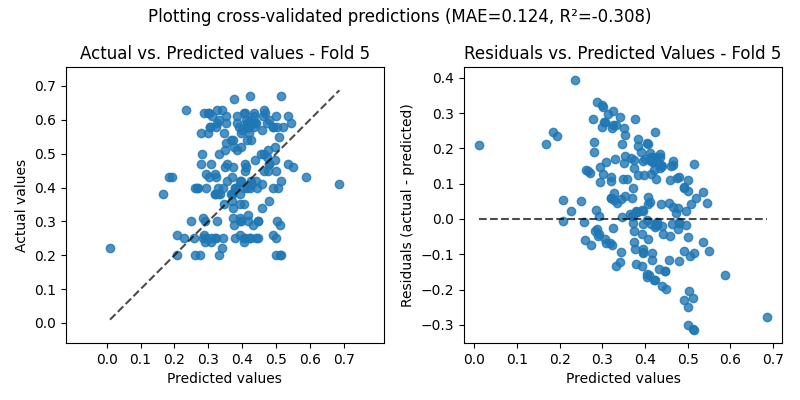 Plotting cross-validated predictions (MAE=0.124, R²=-0.308)
Actual vs. Predicted values - Fold 5
Actual values
0.7
0.6
0.5
0.4
0.3
0.2
0.1
0.0
0.0 0.1 0.2 0.3 0.4 0.5 0.6 0.7
Predicted values
Residuals vs. Predicted Values - Fold 5
Residuals (actual - predicted)
0.4
0.3
0.2
0.1
0.0
−0.1
−0.2
−0.3
0.0 0.1 0.2 0.3 0.4 0.5 0.6 0.7
Predicted values